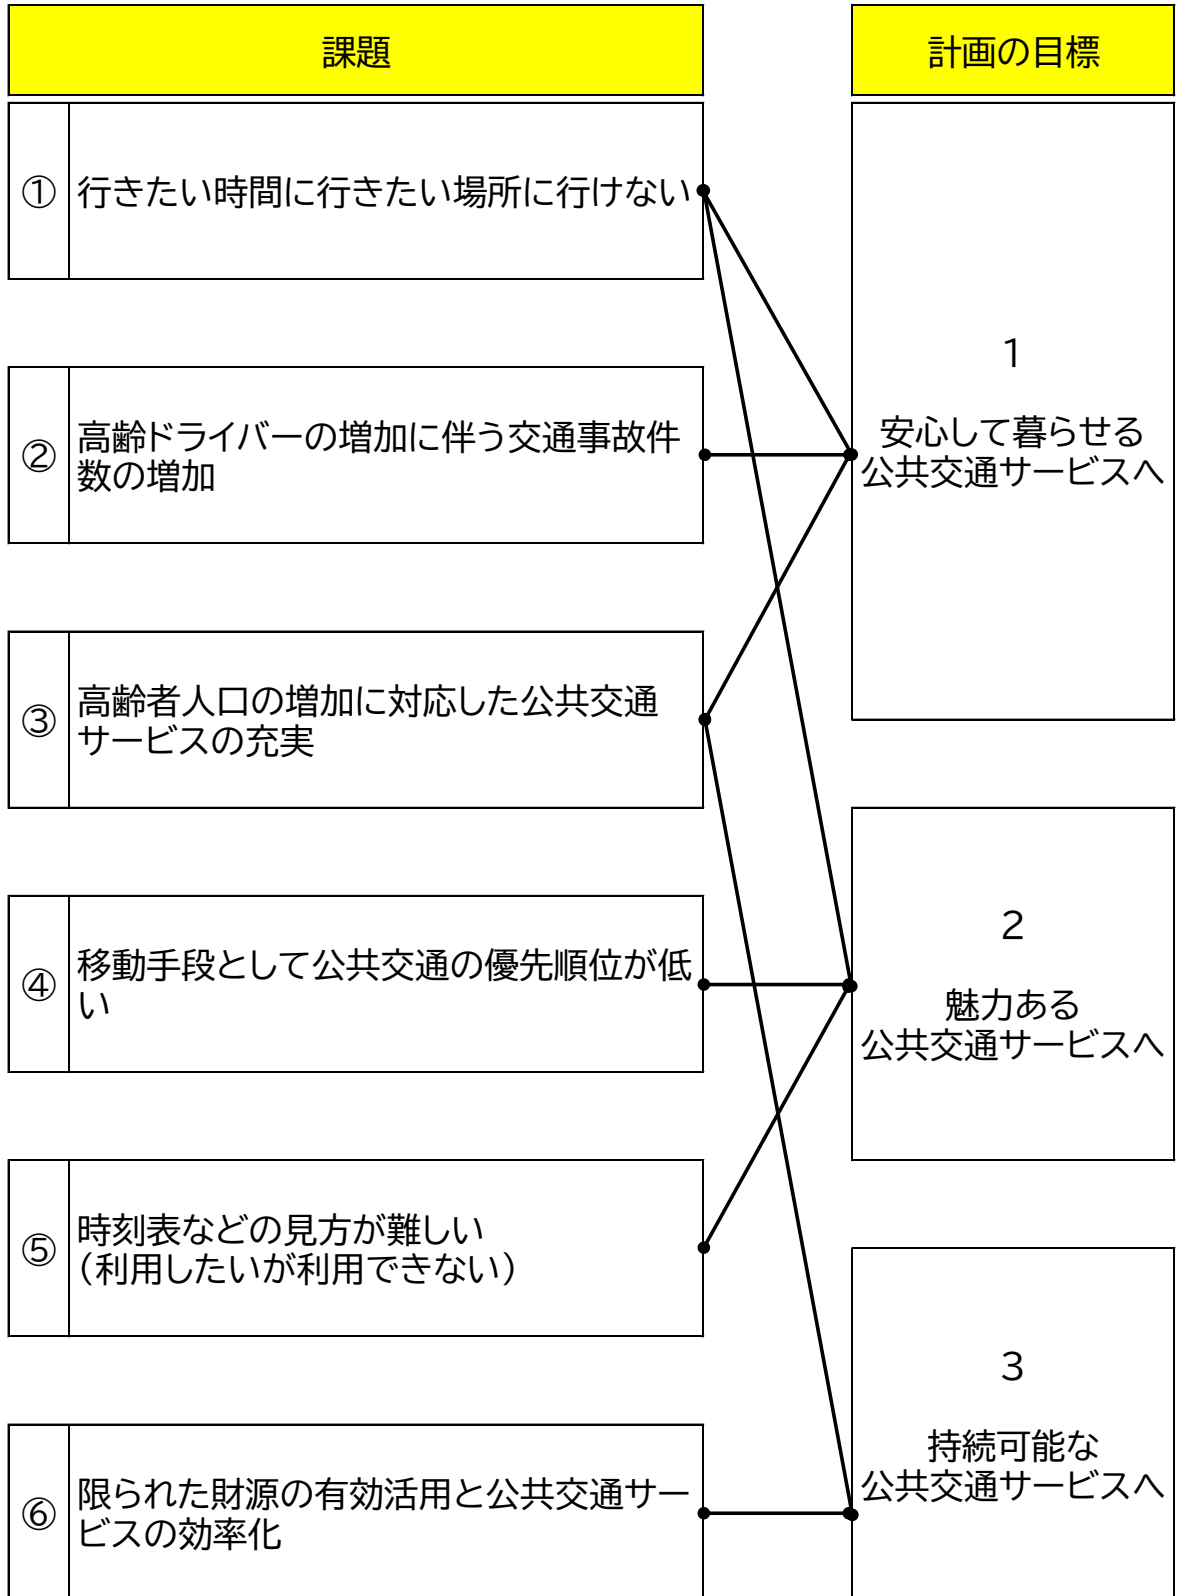 課題
計画の目標
①
行きたい時間に行きたい場所に行けない
②
高齢ドライバーの増加に伴う交通事故件
数の増加
③
高齢者人口の増加に対応した公共交通
サービスの充実
④
移動手段として公共交通の優先順位が低
い
⑤
時刻表などの見方が難しい
（利用したいが利用できない）
⑥
限られた財源の有効活用と公共交通サー
ビスの効率化
1
安心して暮らせる
公共交通サービスへ
2
魅力ある
公共交通サービスへ
3
持続可能な
公共交通サービスへ